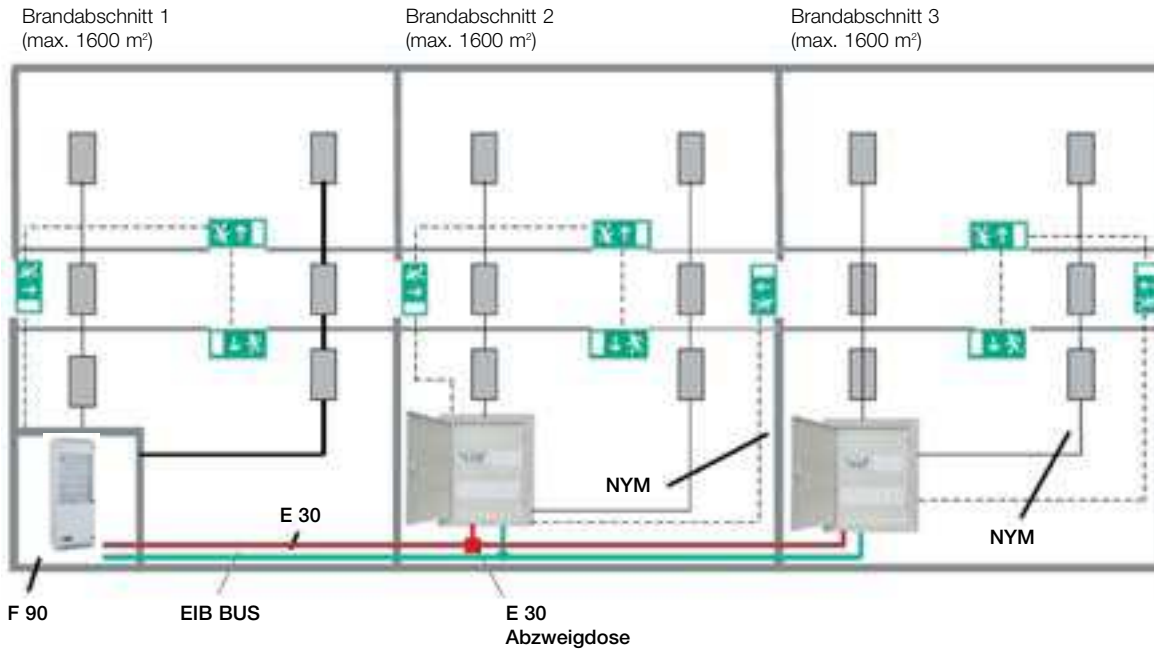 Brandabschnitt 1
(max. 1600 m²)
Brandabschnitt 2
(max. 1600 m²)
Brandabschnitt 3
(max. 1600 m²)
NYM
E 30
NYM
F 90
EIB BUS
E 30
Abzweigdose